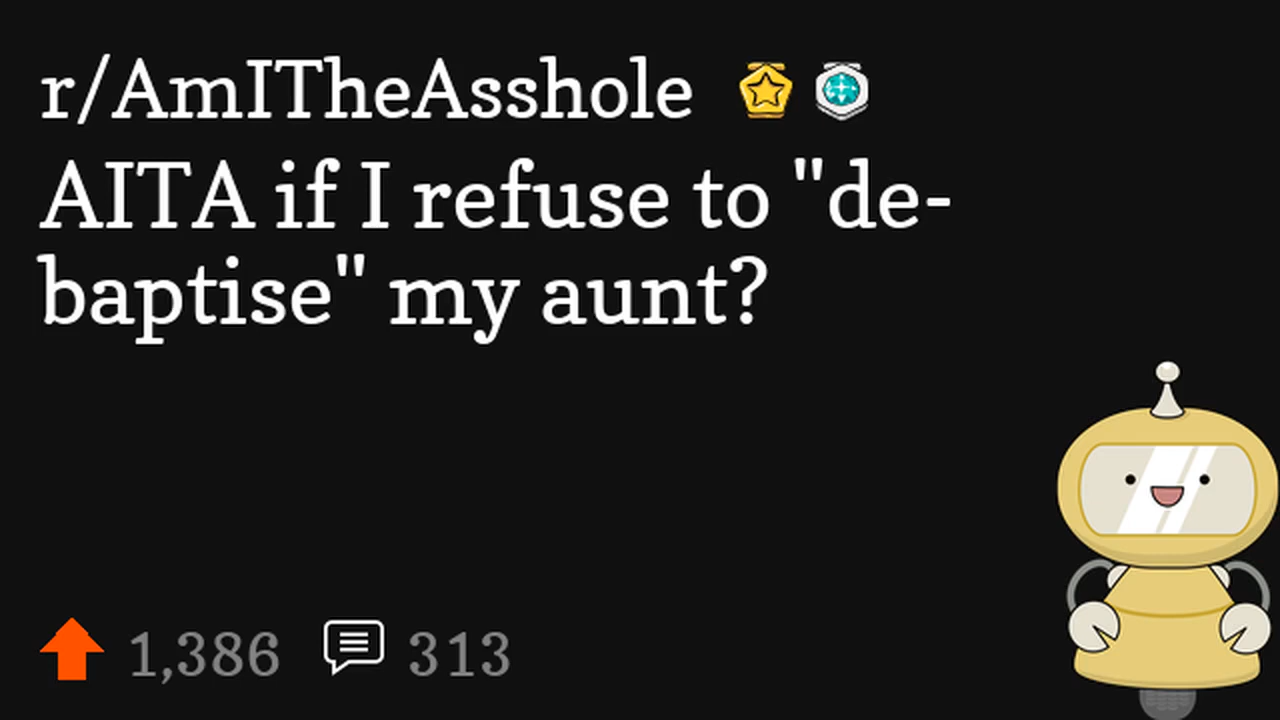 r/AmITheAsshole
AITA if I refuse to "de-
baptise" my aunt?
1,386 313